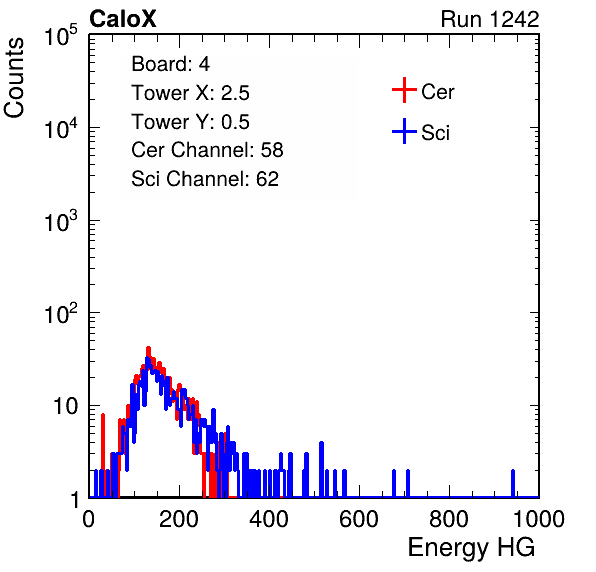 CaloX Run 1242
Counts
Board: 4
Tower X: 2.5
Tower Y: 0.5
Cer Channel: 58
Sci Channel: 62
Cer
Sci
10^5
10^4
10^3
10^2
10
1
0 200 400 600 800 1000
Energy HG